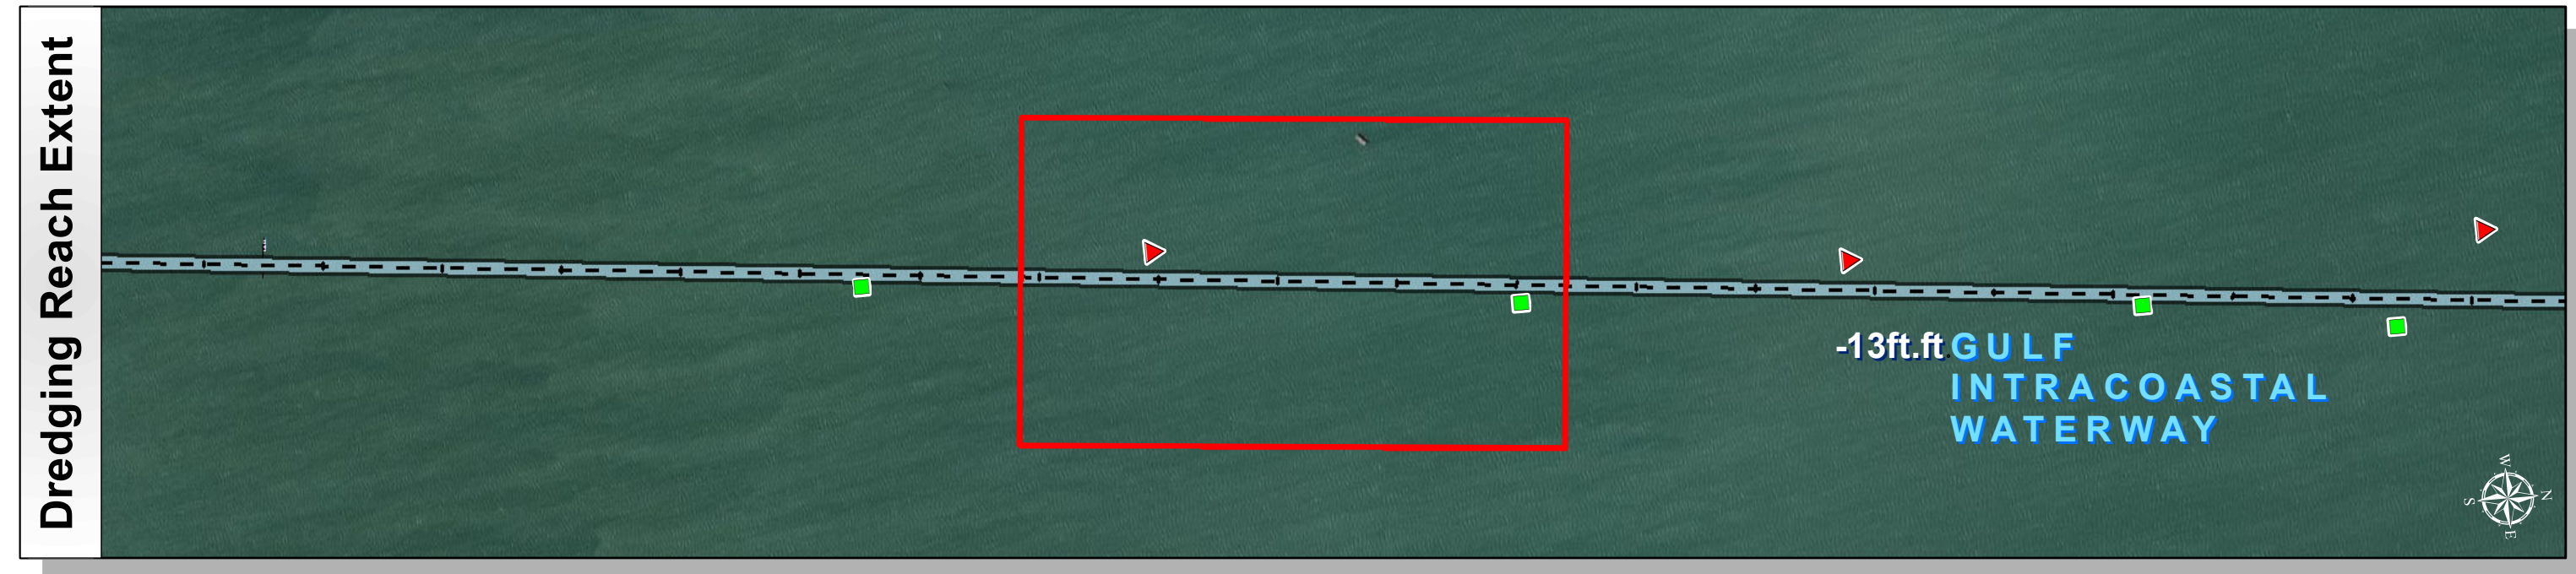 Dredging Reach Extent
-13ft.ft.
GULF
INTRACOASTAL
WATERWAY
W
N
S
E